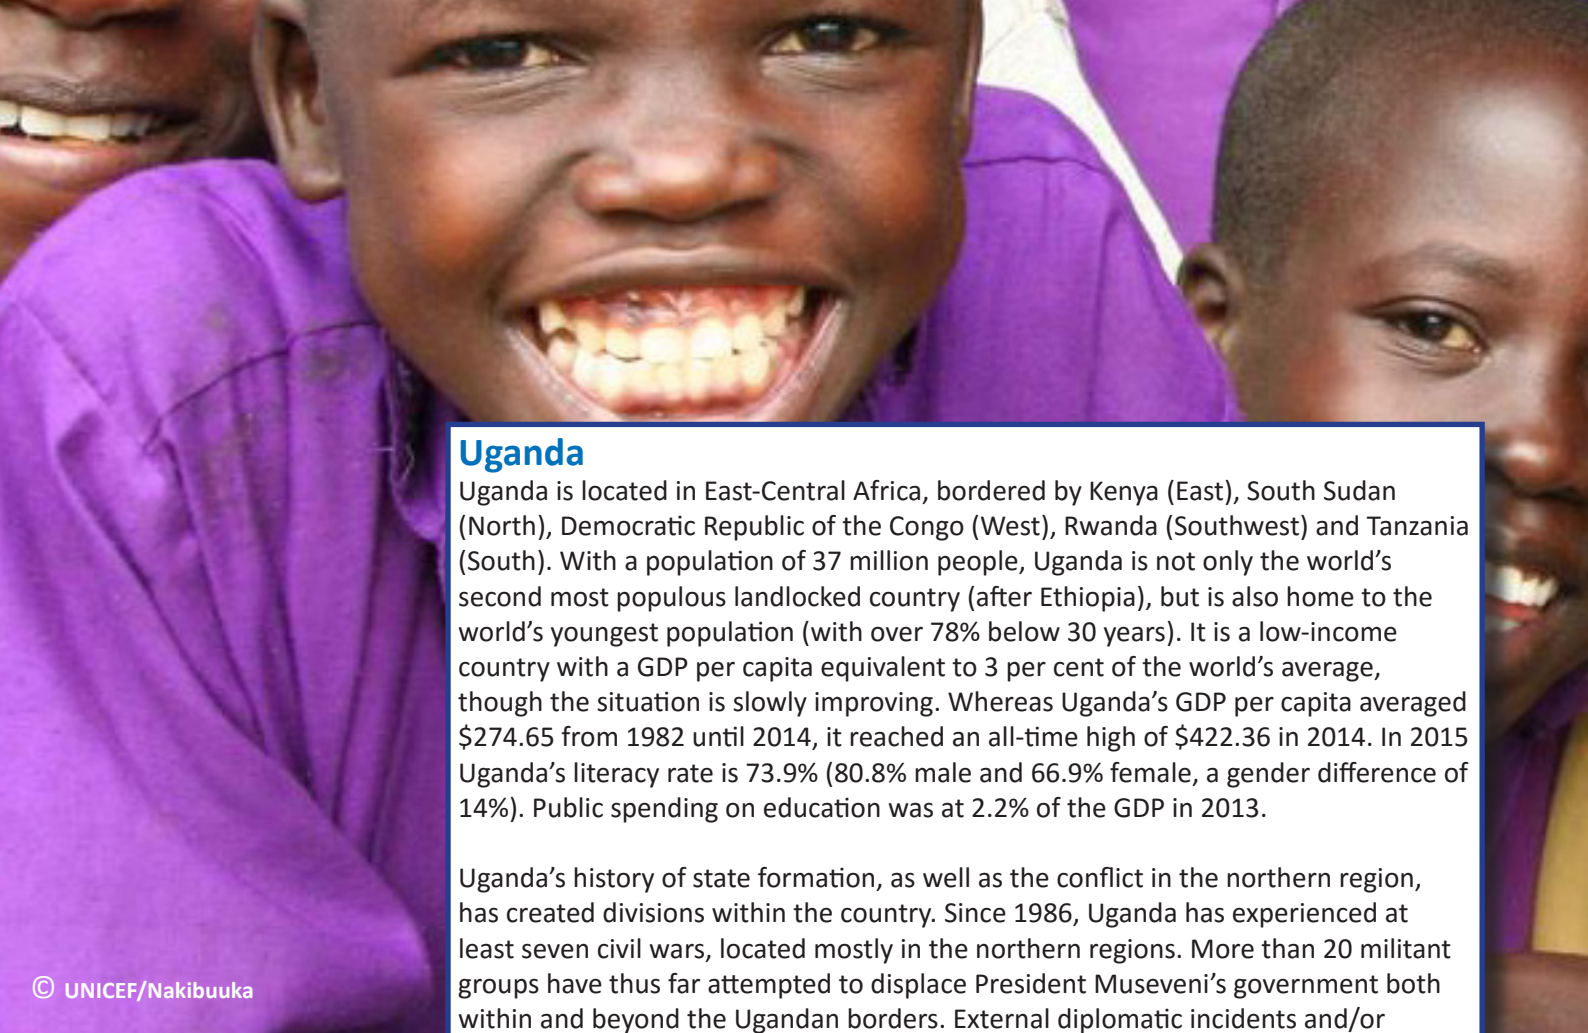 Uganda
Uganda is located in East-Central Africa, bordered by Kenya (East), South Sudan
(North), Democratic Republic of the Congo (West), Rwanda (Southwest) and Tanzania
(South). With a population of 37 million people, Uganda is not only the world’s
second most populous landlocked country (after Ethiopia), but is also home to the
world’s youngest population (with over 78% below 30 years). It is a low-income
country with a GDP per capita equivalent to 3 per cent of the world’s average,
though the situation is slowly improving. Whereas Uganda’s GDP per capita averaged
$274.65 from 1982 until 2014, it reached an all-time high of $422.36 in 2014. In 2015
Uganda’s literacy rate is 73.9% (80.8% male and 66.9% female, a gender difference of
14%). Public spending on education was at 2.2% of the GDP in 2013.
Uganda’s history of state formation, as well as the conflict in the northern region,
has created divisions within the country. Since 1986, Uganda has experienced at
least seven civil wars, located mostly in the northern regions. More than 20 militant
groups have thus far attempted to displace President Museveni’s government both
within and beyond the Ugandan borders. External diplomatic incidents and/or
© UNICEF/Nakibuuka